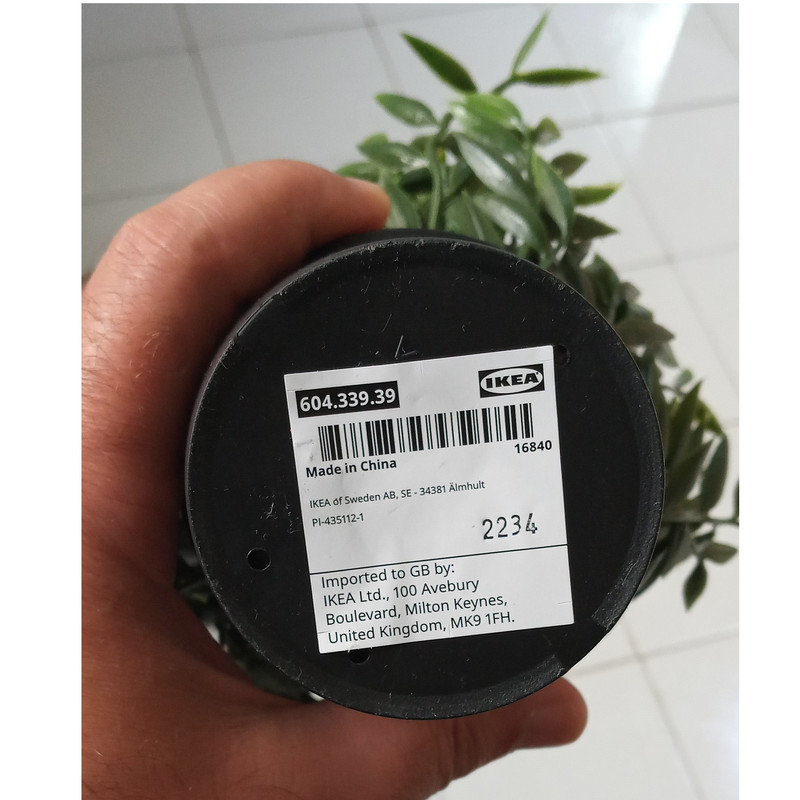 604.339.39
IKEA
16840
Made in China
IKEA of Sweden AB, SE - 34381 Älmhult
PI-435112-1
2234
Imported to GB by:
IKEA Ltd., 100 Avebury
Boulevard, Milton Keynes,
United Kingdom, MK9 1FH.